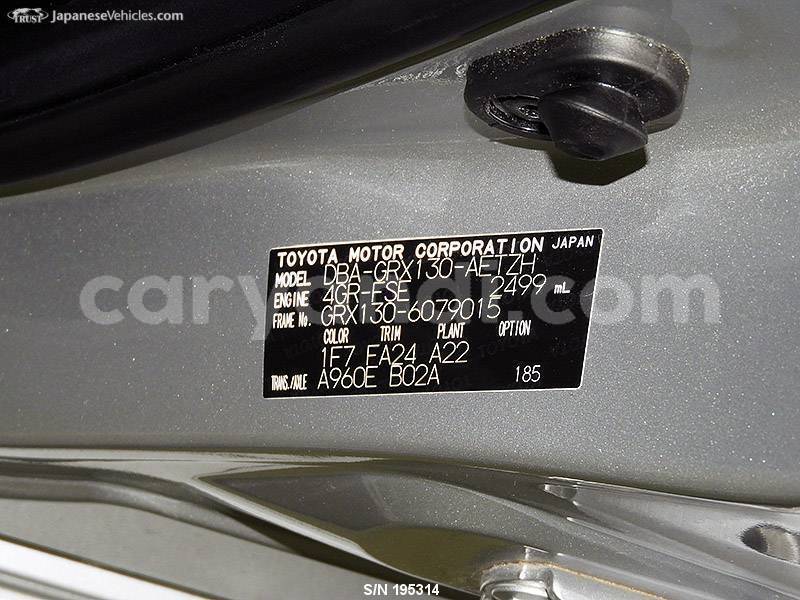 TRUST JapaneseVehicles.com
TOYOTA MOTOR CORPORATION JAPAN
MODEL DBA-GRX130-AETZH
ENGINE 4GR-FSE 2499 mL
FRAME No. GRX130-6079015
COLOR TRIM PLANT OPTION
1F7 FA24 A22
TRANS./AXLE A960E B02A 185
S/N 195314